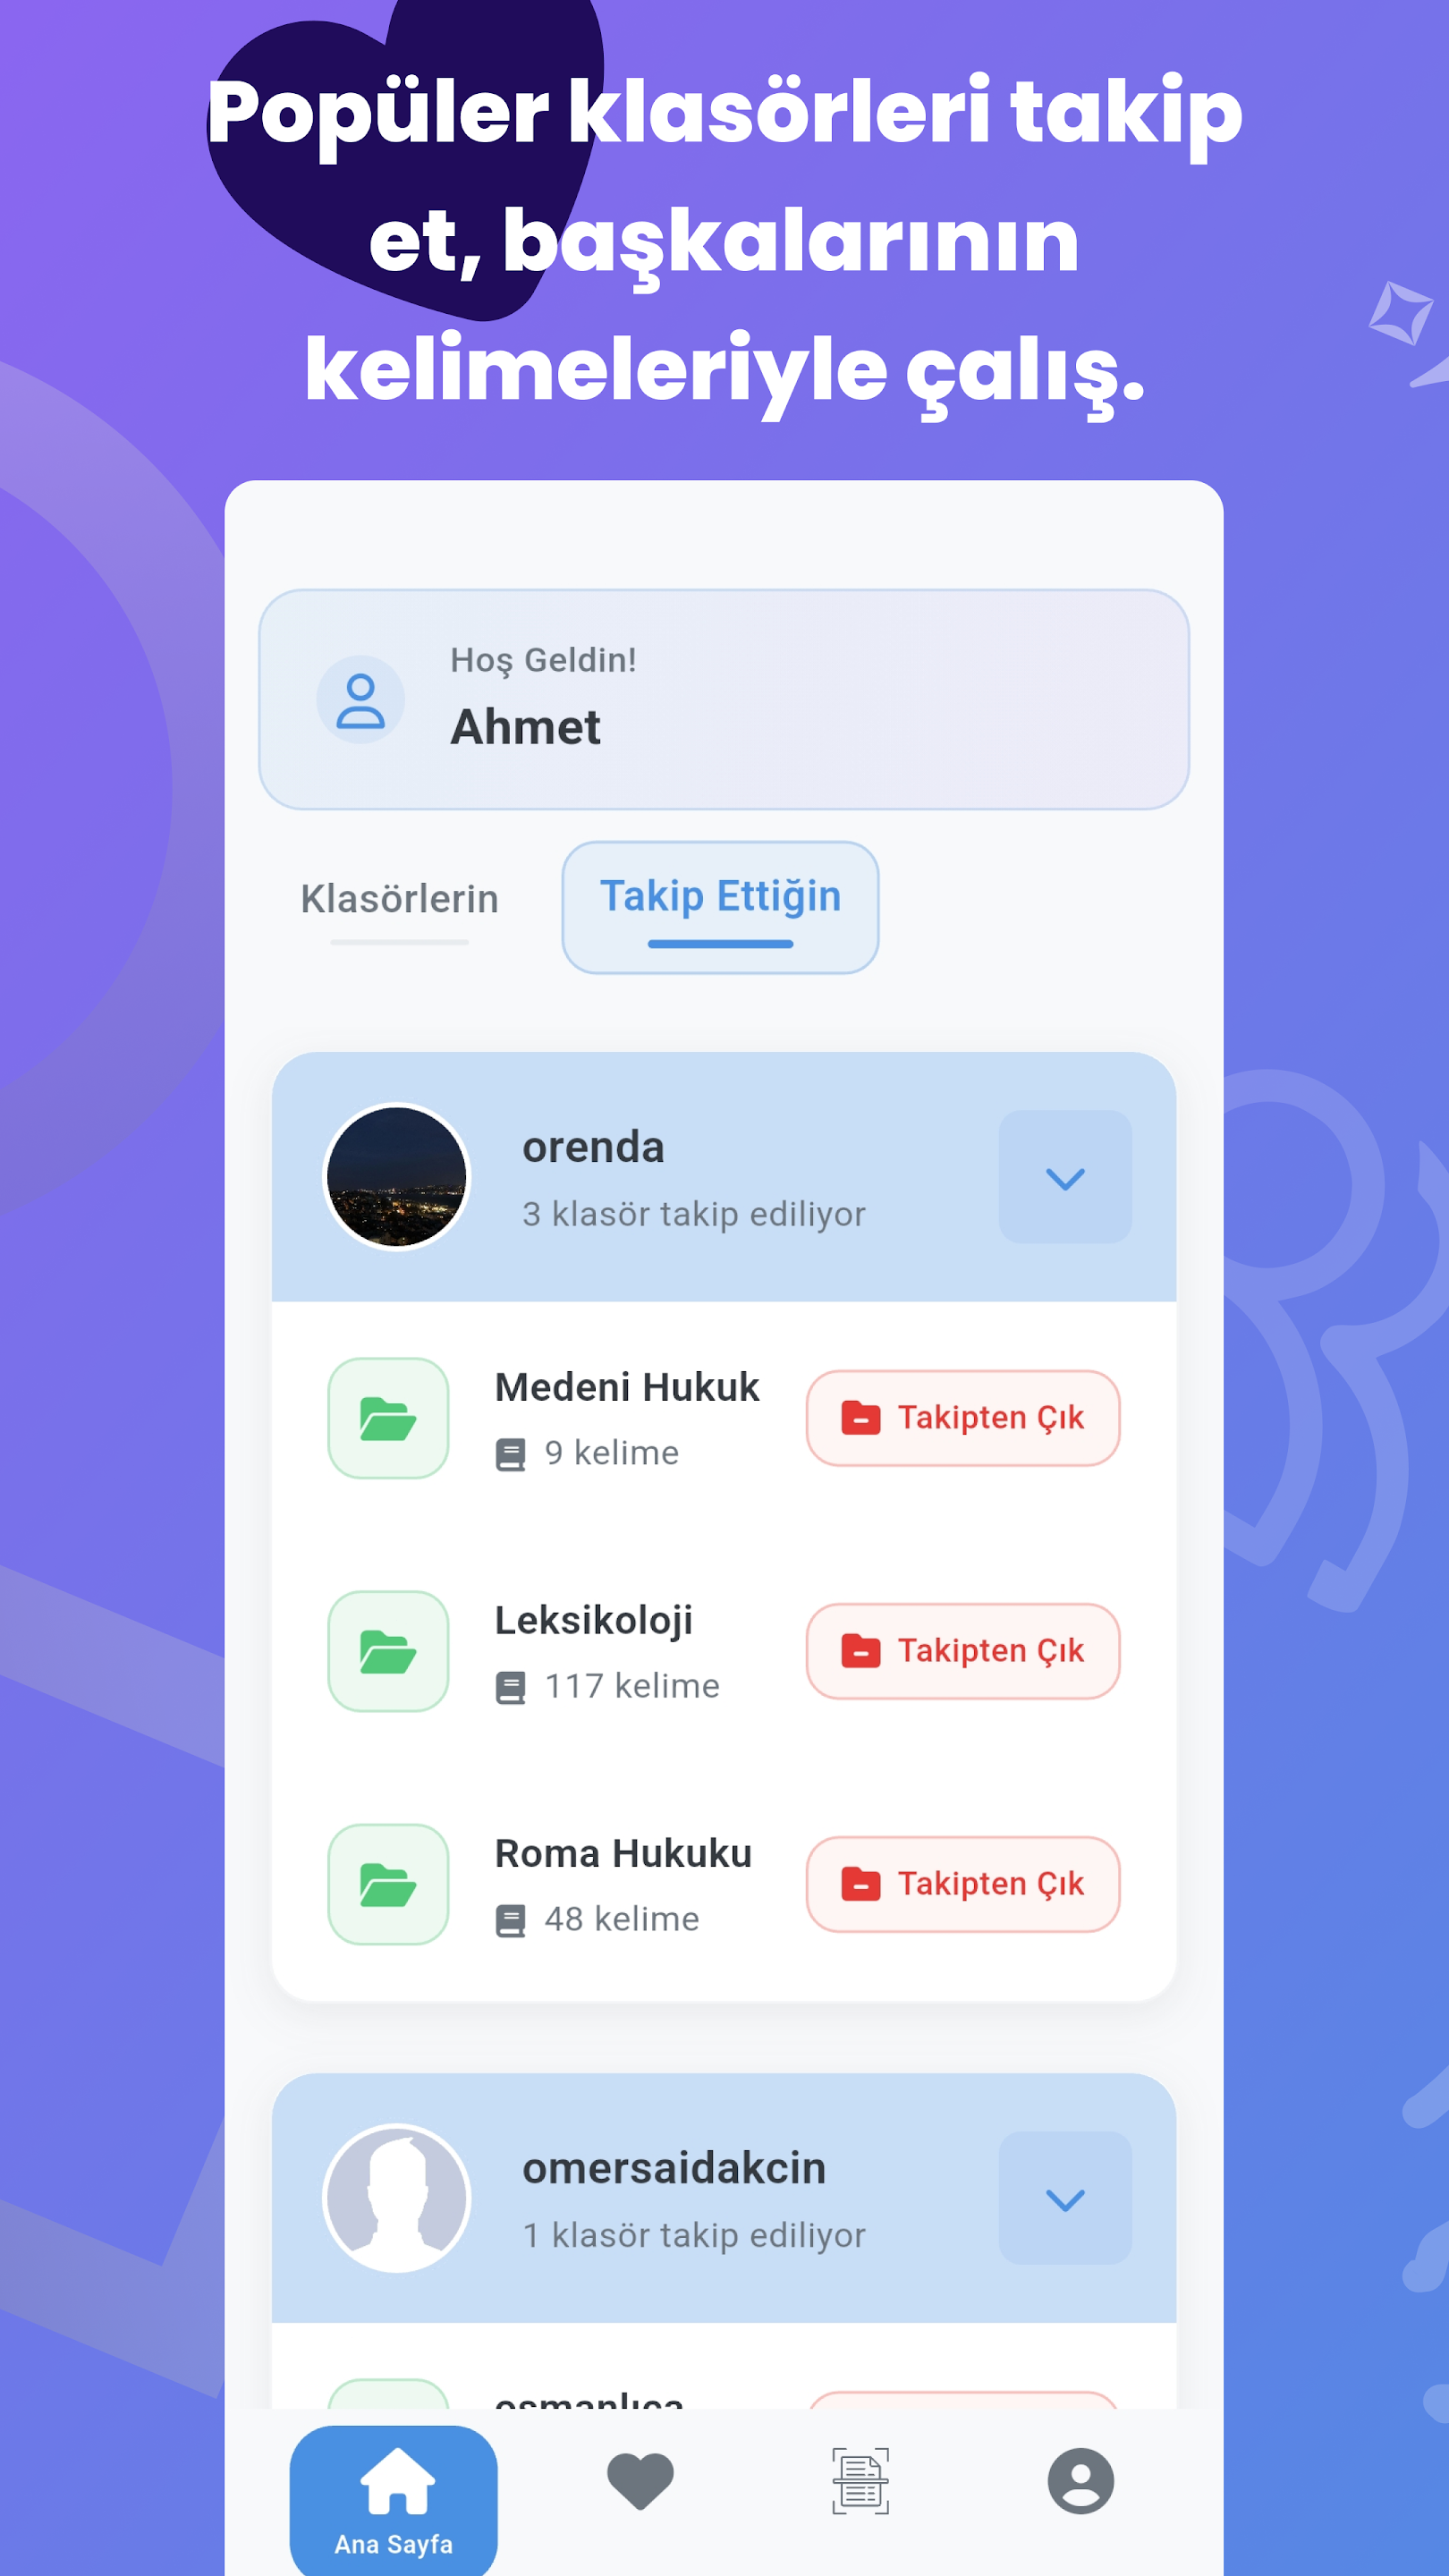 Popüler klasörleri takip
et, başkalarının
kelimeleriyle çalış.
Hoş Geldin!
Ahmet
Klasörlerin
Takip Ettiğin
orenda
3 klasör takip ediliyor
Medeni Hukuk
9 kelime
Takipten Çık
Leksikoloji
117 kelime
Takipten Çık
Roma Hukuku
48 kelime
Takipten Çık
omersaidakcin
1 klasör takip ediliyor
osmanlıca
Ana Sayfa